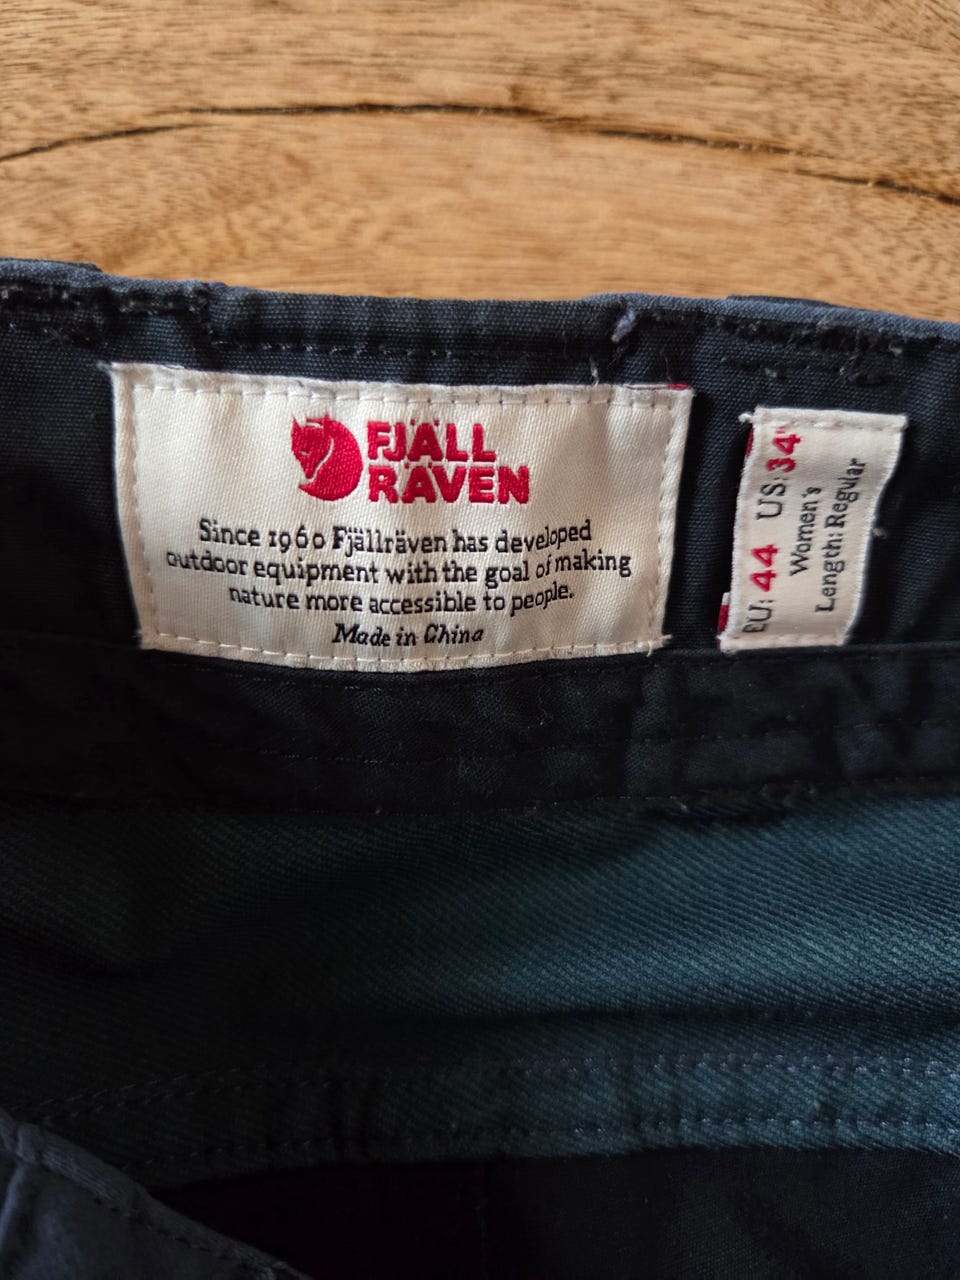 FJÄLL
RÄVEN
Since 1960 Fjällräven has developed
outdoor equipment with the goal of making
nature more accessible to people.
Made in China
EU: 44 US: 34"
Women's
Length: Regular